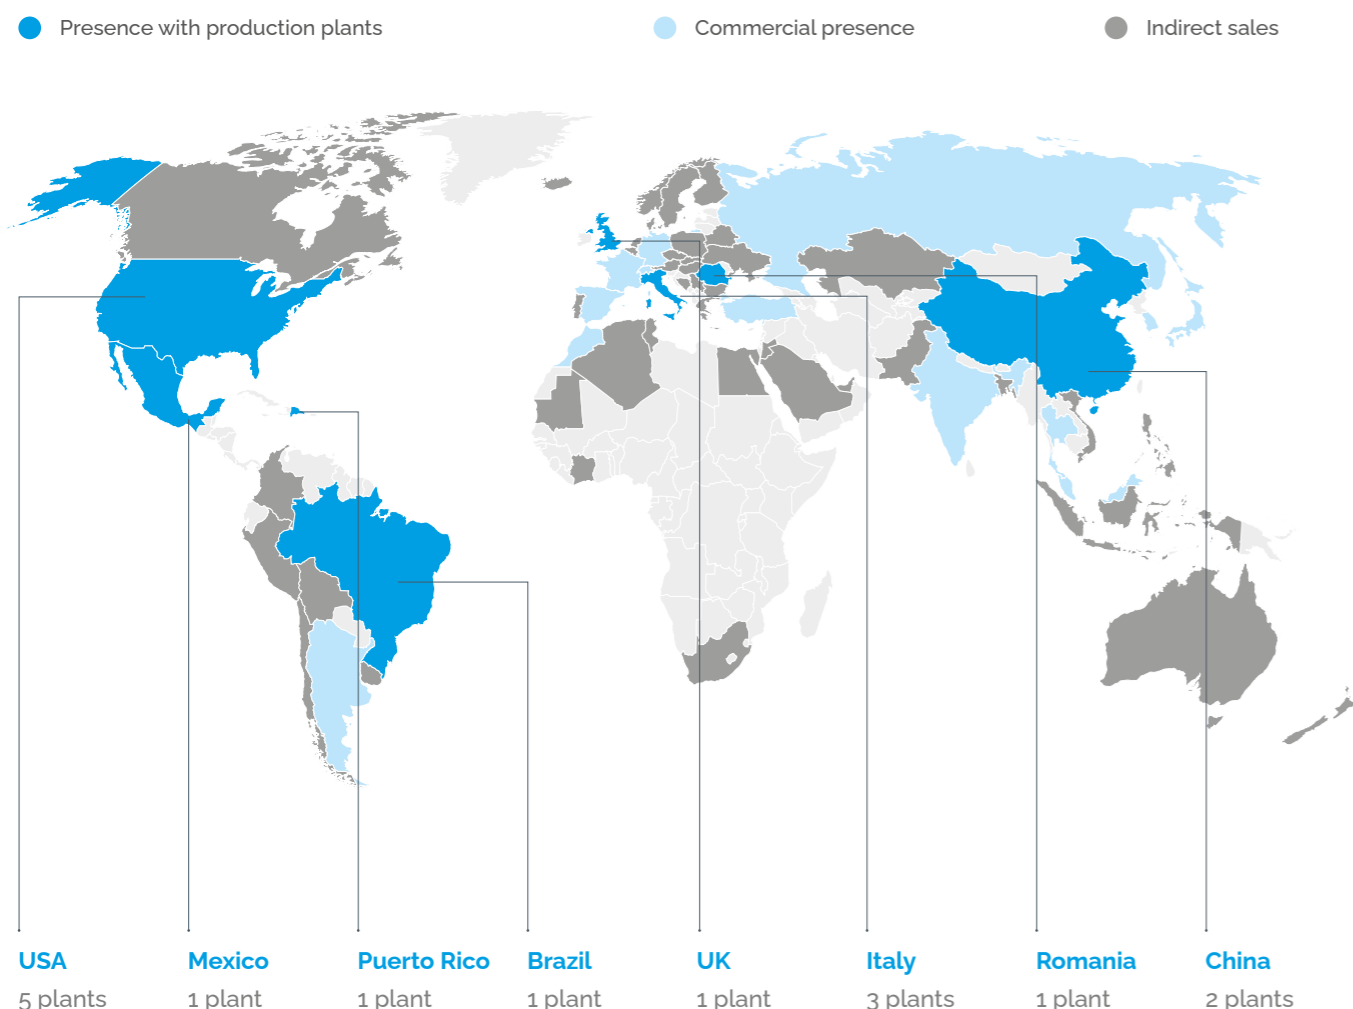 Presence with production plants
Commercial presence
Indirect sales
USA
5 plants
Mexico
1 plant
Puerto Rico
1 plant
Brazil
1 plant
UK
1 plant
Italy
3 plants
Romania
1 plant
China
2 plants